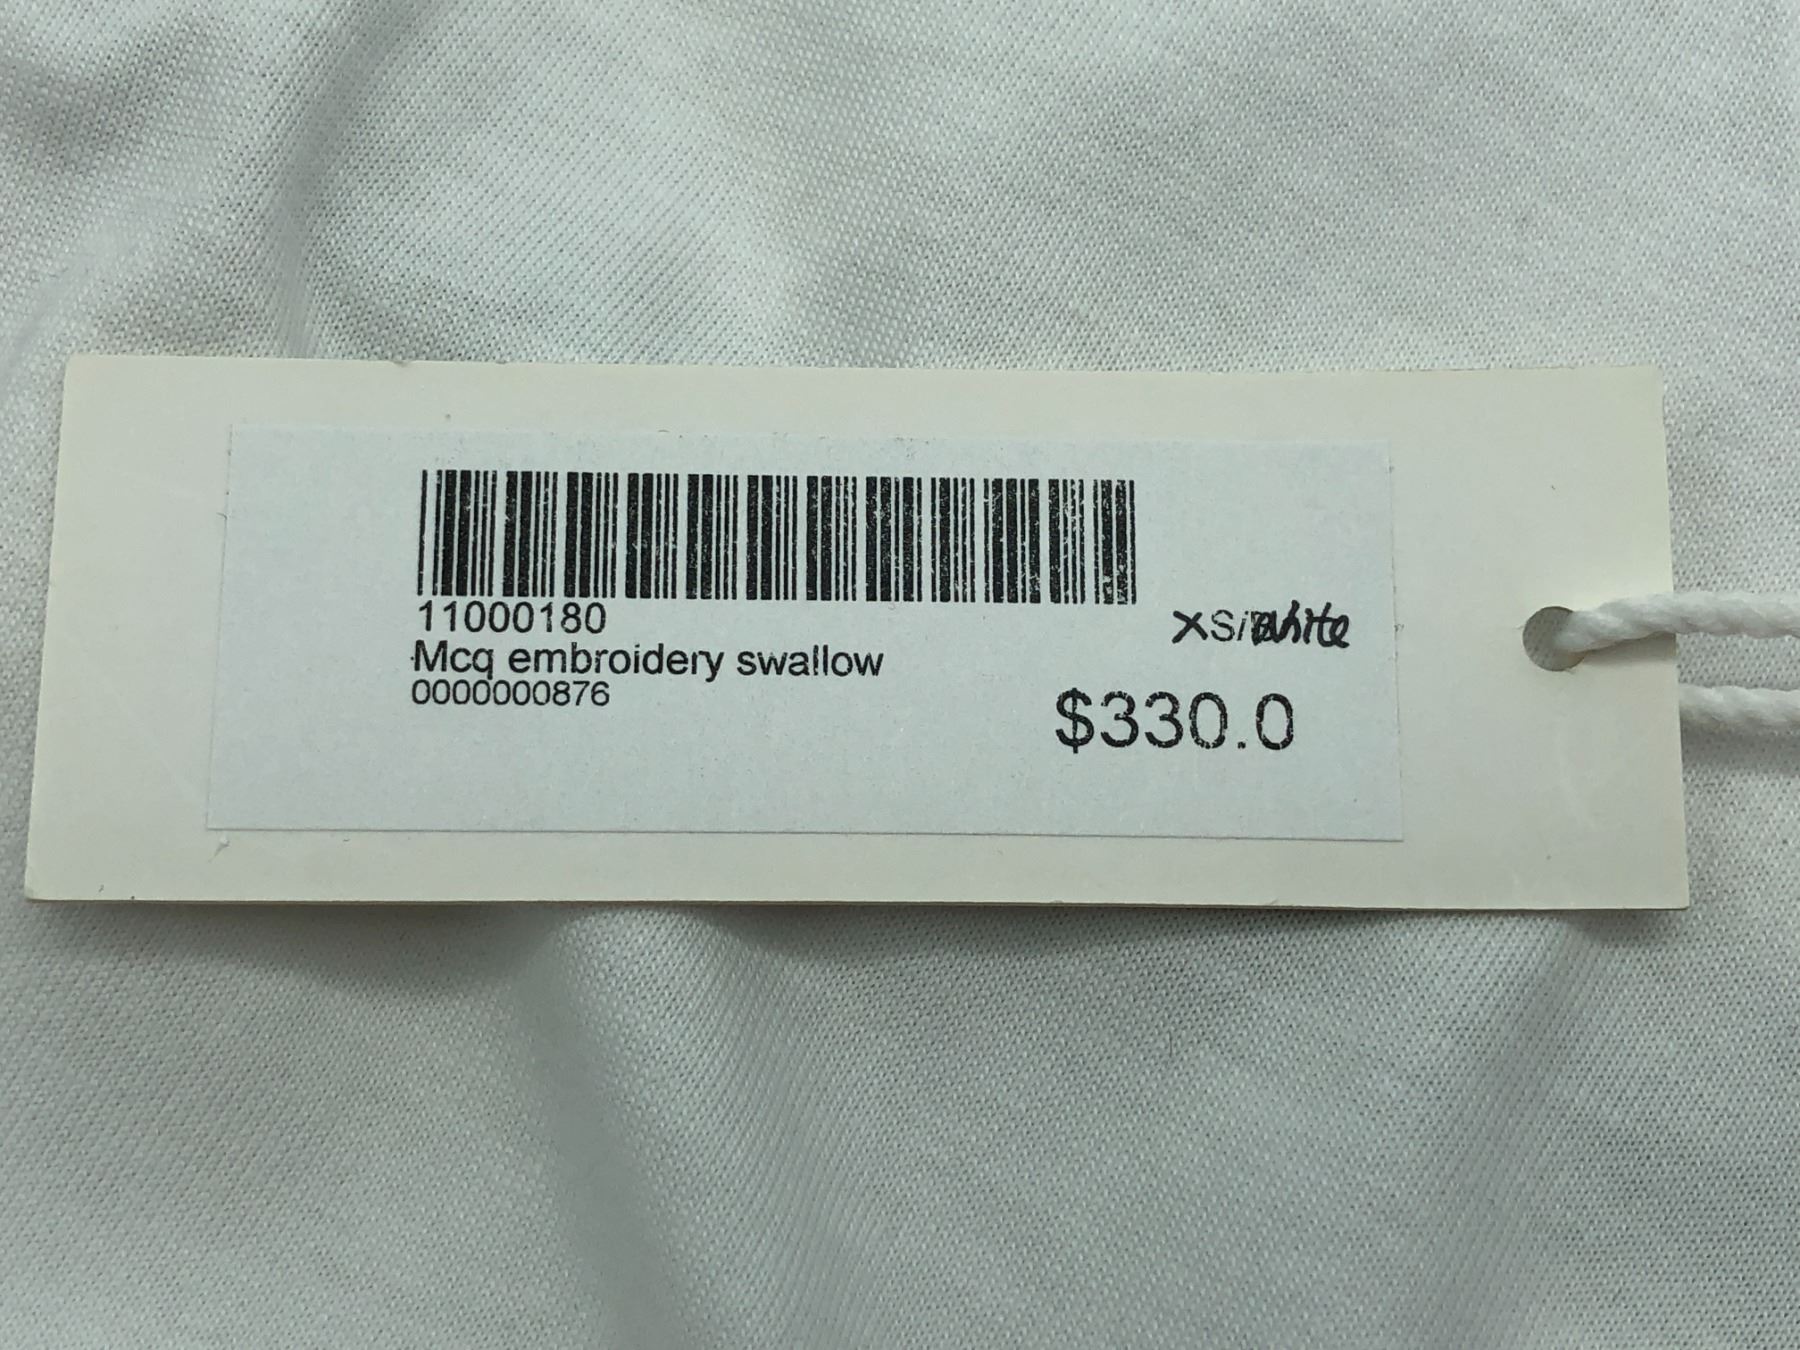 11000180
XS/white
Mcq embroidery swallow
0000000876
$330.0